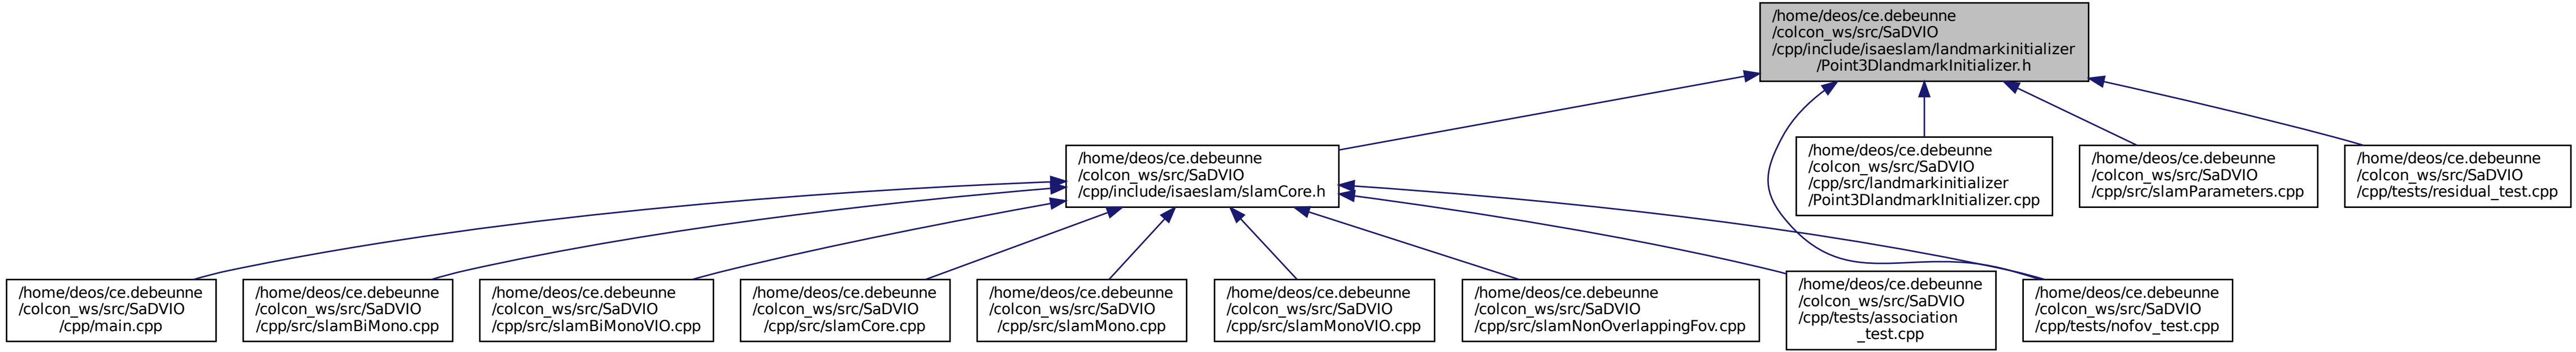 /home/deos/ce.debeunne
/colcon_ws/src/SaDVIO
/cpp/include/isaeslam/landmarkinitializer
/Point3DlandmarkInitializer.h
/home/deos/ce.debeunne
/colcon_ws/src/SaDVIO
/cpp/include/isaeslam/slamCore.h
/home/deos/ce.debeunne
/colcon_ws/src/SaDVIO
/cpp/src/landmarkinitializer
/Point3DlandmarkInitializer.cpp
/home/deos/ce.debeunne
/colcon_ws/src/SaDVIO
/cpp/src/slamParameters.cpp
/home/deos/ce.debeunne
/colcon_ws/src/SaDVIO
/cpp/tests/residual_test.cpp
/home/deos/ce.debeunne
/colcon_ws/src/SaDVIO
/cpp/main.cpp
/home/deos/ce.debeunne
/colcon_ws/src/SaDVIO
/cpp/src/slamBiMono.cpp
/home/deos/ce.debeunne
/colcon_ws/src/SaDVIO
/cpp/src/slamBiMonoVIO.cpp
/home/deos/ce.debeunne
/colcon_ws/src/SaDVIO
/cpp/src/slamCore.cpp
/home/deos/ce.debeunne
/colcon_ws/src/SaDVIO
/cpp/src/slamMono.cpp
/home/deos/ce.debeunne
/colcon_ws/src/SaDVIO
/cpp/src/slamMonoVIO.cpp
/home/deos/ce.debeunne
/colcon_ws/src/SaDVIO
/cpp/src/slamNonOverlappingFov.cpp
/home/deos/ce.debeunne
/colcon_ws/src/SaDVIO
/cpp/tests/association
_test.cpp
/home/deos/ce.debeunne
/colcon_ws/src/SaDVIO
/cpp/tests/nofov_test.cpp